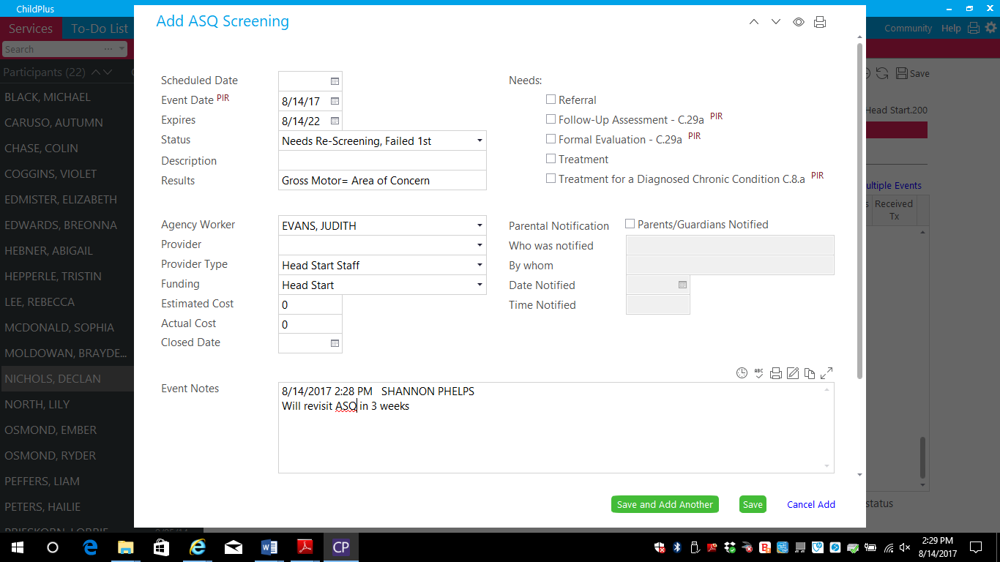 ChildPlus
Services
To-Do List
Community
Help
Search
Participants (22)
BLACK, MICHAEL
CARUSO, AUTUMN
CHASE, COLIN
COGGINS, VIOLET
EDMISTER, ELIZABETH
EDWARDS, BREONNA
HEBNER, ABIGAIL
HEPPERLE, TRISTIN
LEE, REBECCA
MCDONALD, SOPHIA
MOLDOWAN, BRAYDE...
NICHOLS, DECLAN
NORTH, LILY
OSMOND, EMBER
OSMOND, RYDER
PEFFERS, LIAM
PETERS, HAILIE
Save
Head Start.200
ultiple Events
s
Received
Tx
status
Add ASQ Screening
Scheduled Date
Event Date PIR 8/14/17
Expires 8/14/22
Status Needs Re-Screening, Failed 1st
Description
Results Gross Motor= Area of Concern
Needs:
Referral
Follow-Up Assessment - C.29a PIR
Formal Evaluation - C.29a PIR
Treatment
Treatment for a Diagnosed Chronic Condition C.8.a PIR
Agency Worker EVANS, JUDITH
Provider
Provider Type Head Start Staff
Funding Head Start
Estimated Cost 0
Actual Cost 0
Closed Date
Parental Notification Parents/Guardians Notified
Who was notified
By whom
Date Notified
Time Notified
ABC
Event Notes
8/14/2017 2:28 PM SHANNON PHELPS
Will revisit ASQ in 3 weeks
Save and Add Another
Save
Cancel Add
CP
2:29 PM
8/14/2017